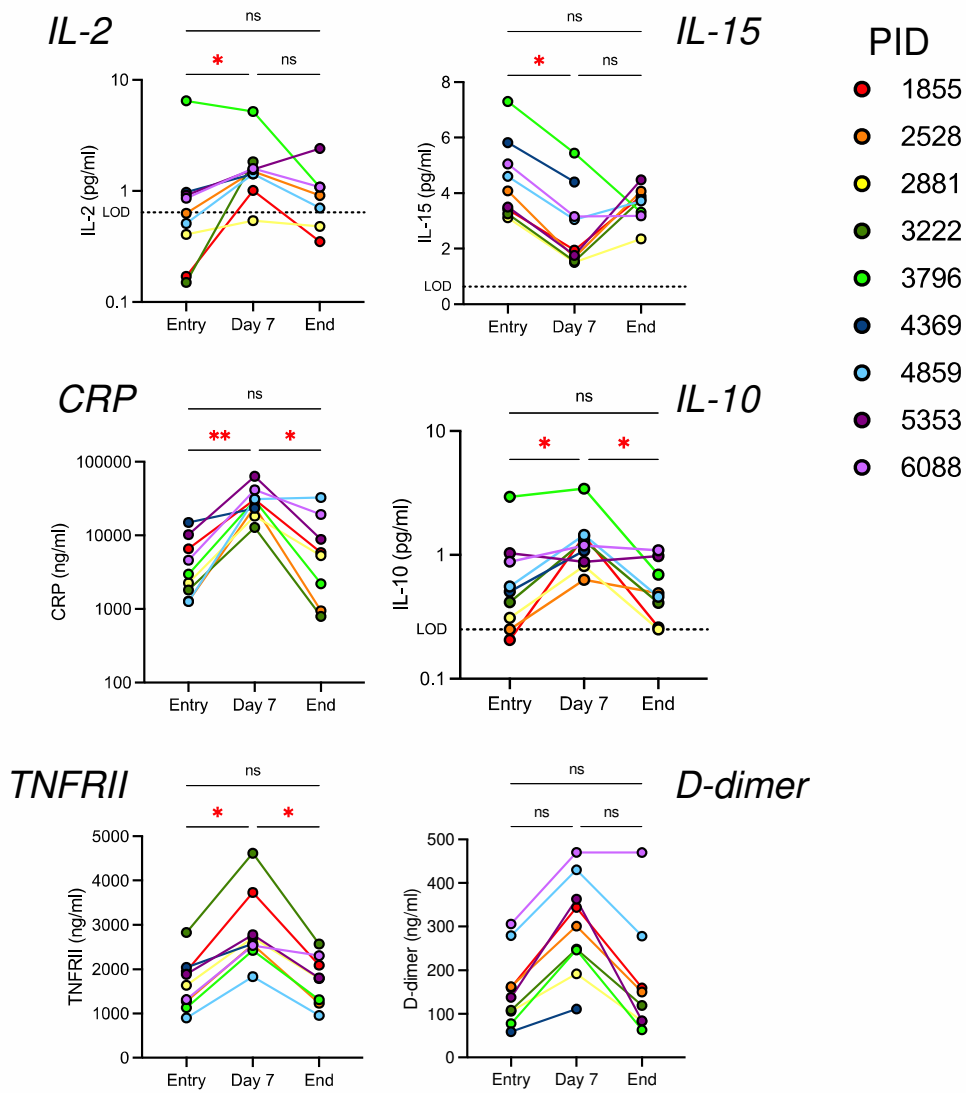 IL-2
ns
*
ns
10
1
LOD
0.1
IL-2 (pg/ml)
Entry Day 7 End
IL-15
ns
*
ns
8
6
4
2
LOD
0
IL-15 (pg/ml)
Entry Day 7 End
PID
1855
2528
2881
3222
3796
4369
4859
5353
6088
CRP
ns
**
*
100000
10000
1000
100
CRP (ng/ml)
Entry Day 7 End
IL-10
ns
*
*
10
1
LOD
0.1
IL-10 (pg/ml)
Entry Day 7 End
TNFRII
ns
*
*
5000
4000
3000
2000
1000
0
TNFRII (ng/ml)
Entry Day 7 End
D-dimer
ns
ns
ns
500
400
300
200
100
0
D-dimer (ng/ml)
Entry Day 7 End